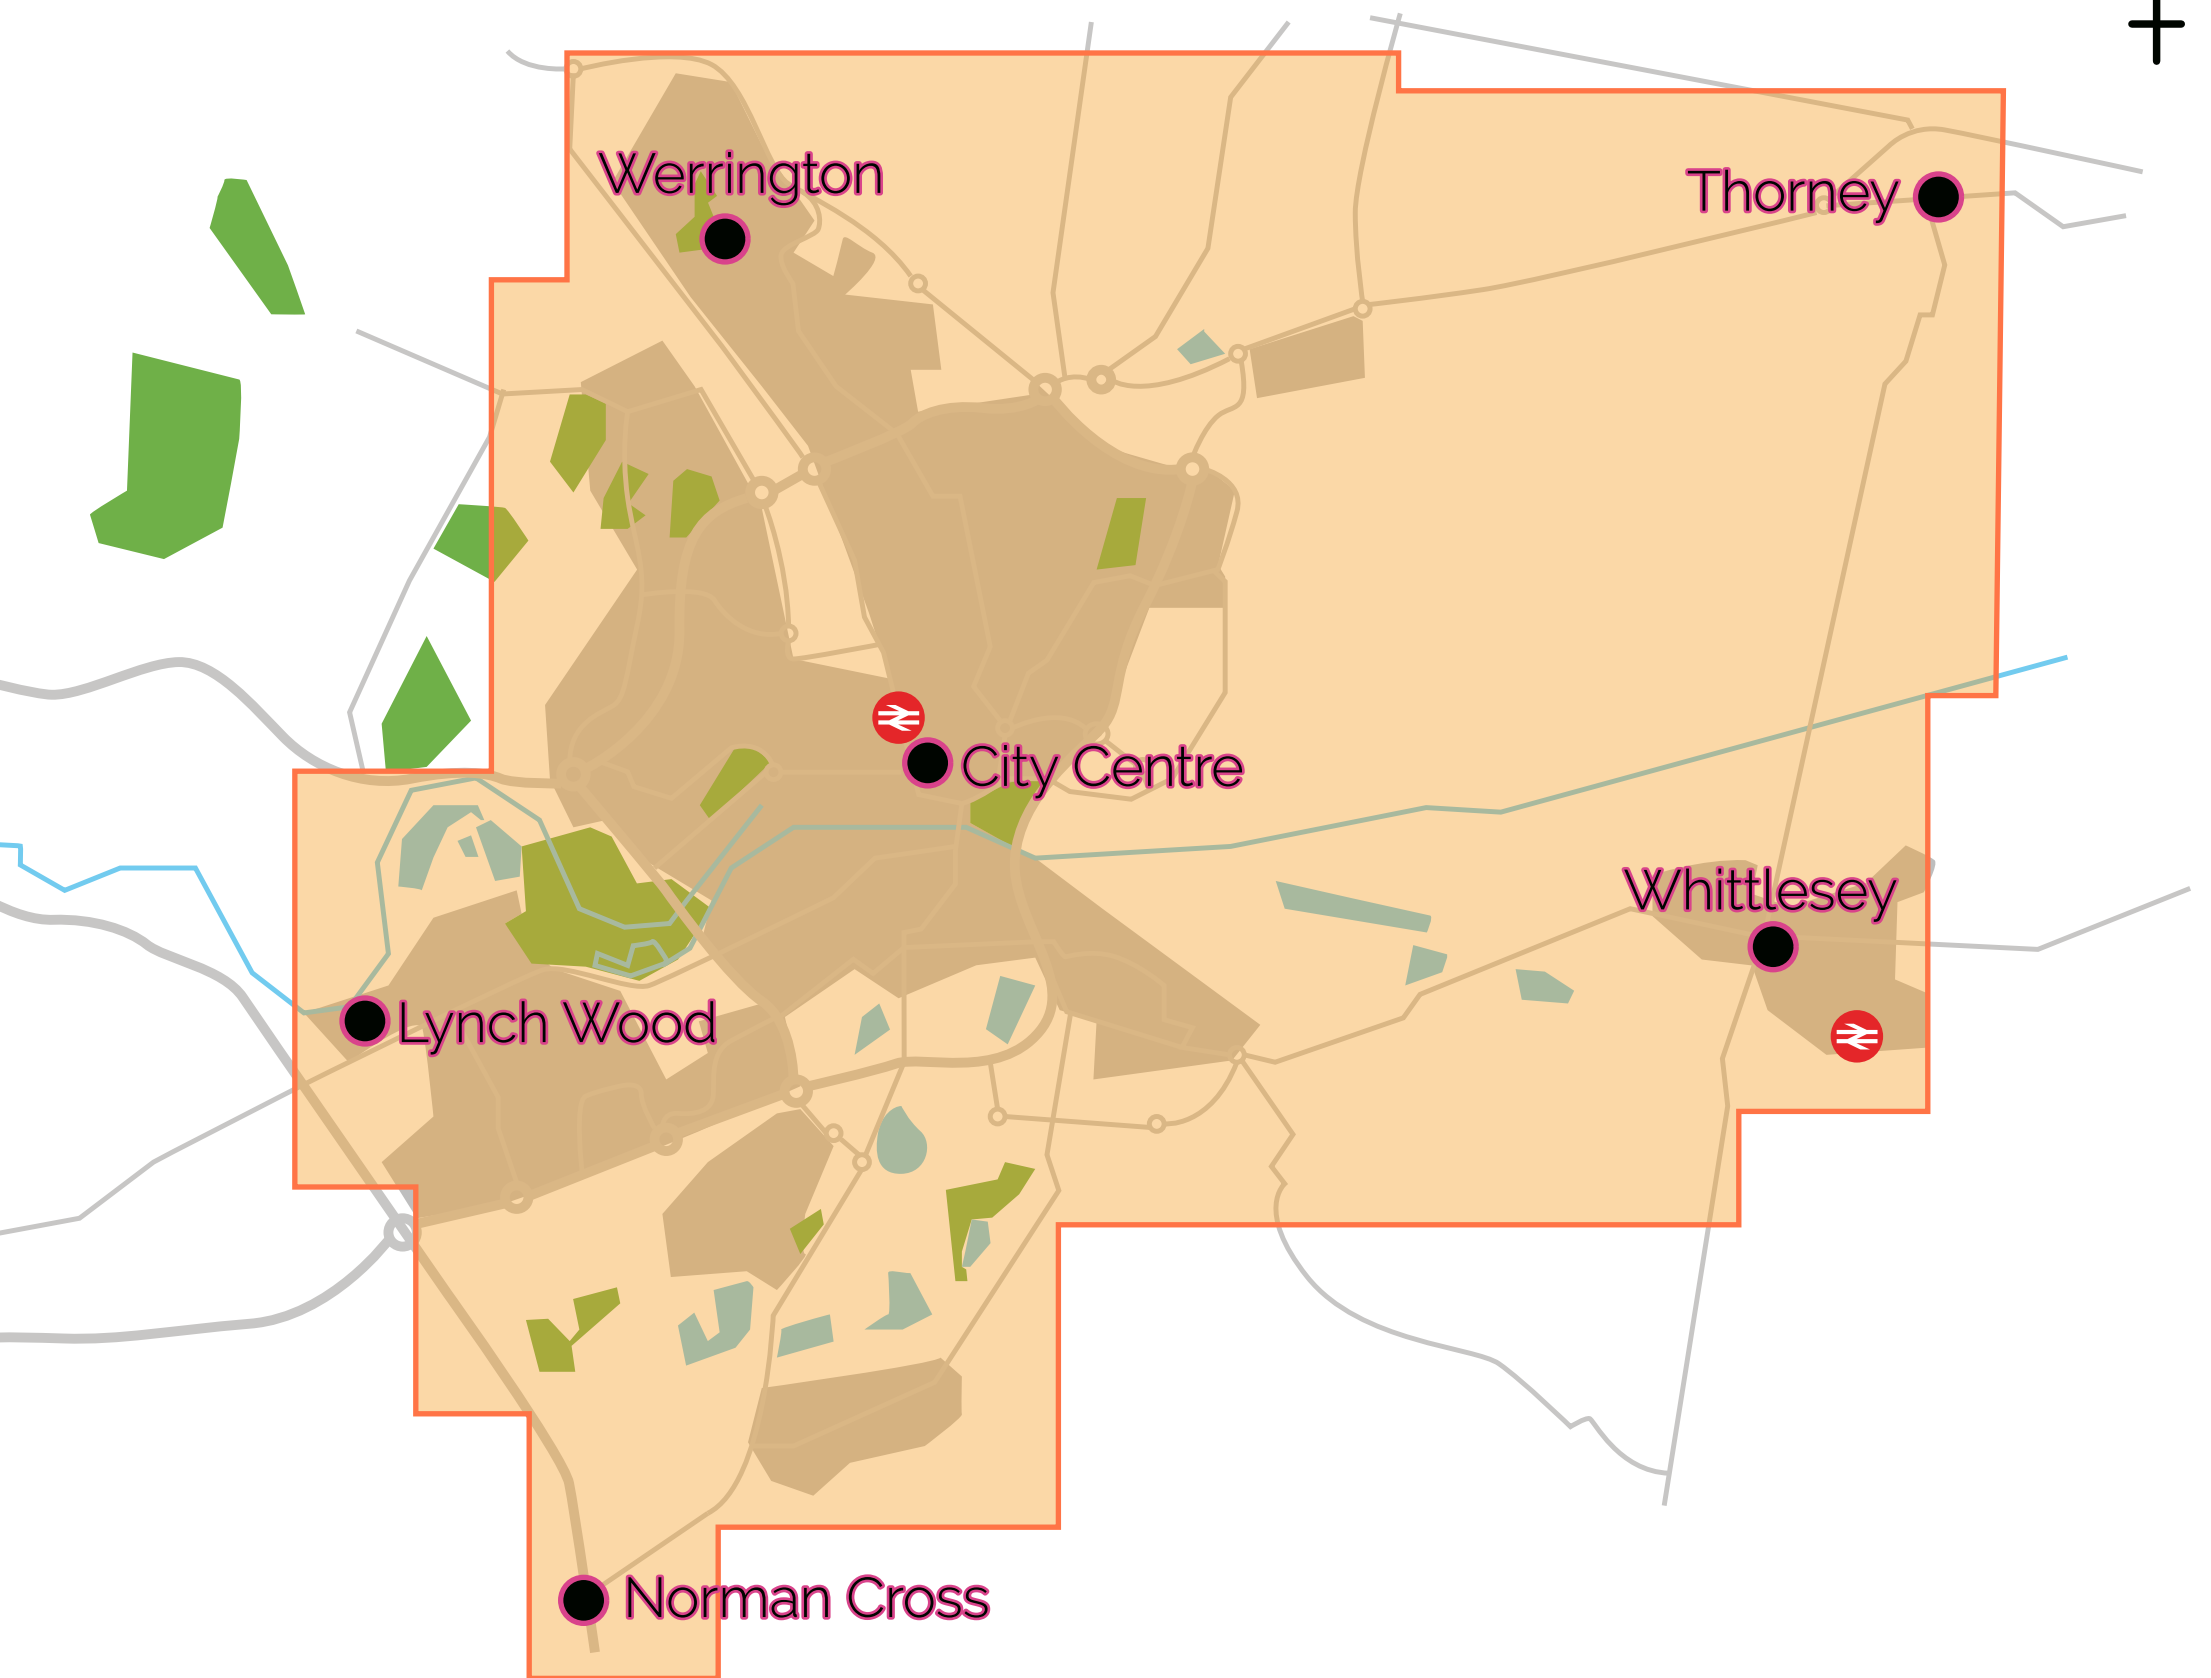 Werrington
Thorney
City Centre
Whittlesey
Lynch Wood
Norman Cross